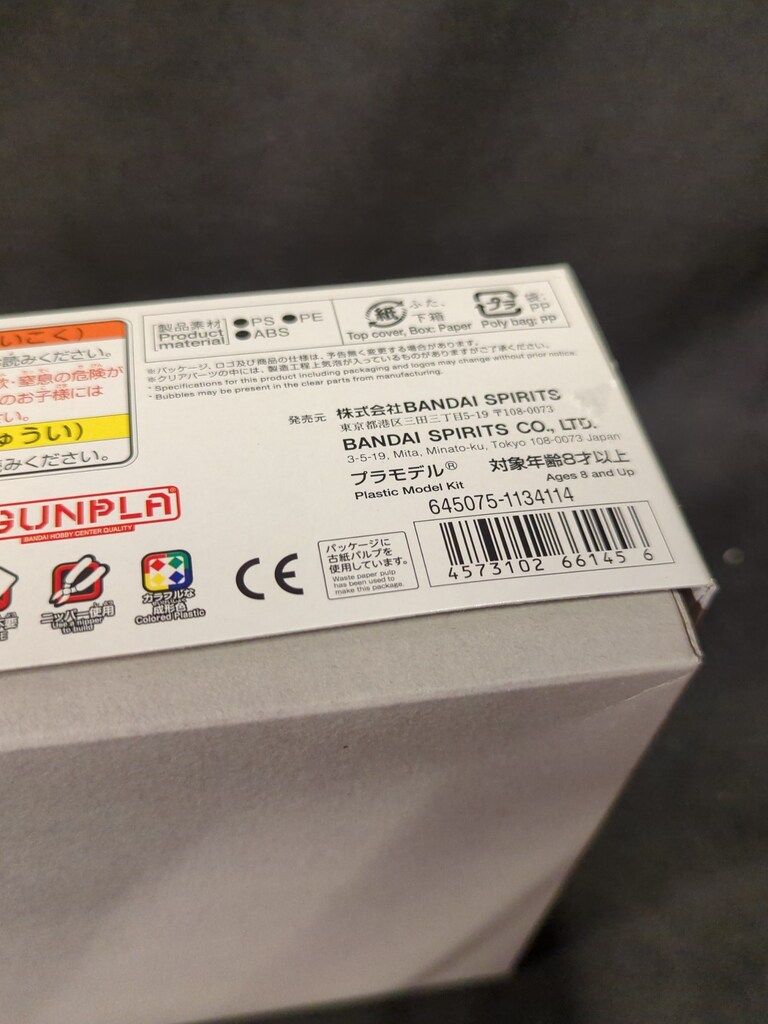 いこく）
読みください。
窒息の危険が
のお子様には
さい。
ゅうい）
読みください。
製品素材
Product
material
●PS ●PE
●ABS
紙
ふた、
下箱
Top cover, Box: Paper
プラ
袋:
PP
Poly bag: PP
※パッケージ、ロゴ及び商品の仕様は、予告無く変更する場合があります。
※クリアパーツの中には、製造工程上気泡が入っているものがありますがご了承ください。
* Specifications for this product including packaging and logos may change without prior notice.
* Bubbles may be present in the clear parts from manufacturing.
発売元 株式会社BANDAI SPIRITS
東京都港区三田三丁目5-19 〒108-0073
BANDAI SPIRITS CO., LTD.
3-5-19, Mita, Minato-ku, Tokyo 108-0073 Japan
プラモデル® 対象年齢8才以上
Plastic Model Kit Ages 8 and Up
645075-1134114
4573102 66145 6
GUNPLA
BANDAI HOBBY CENTER QUALITY
不要
ニッパー使用
Use a nipper
to build
カラフルな
成形色
Colored Plastic
CE
パッケージに
古紙パルプを
使用しています。
Waste paper pulp
has been used to
make this package.